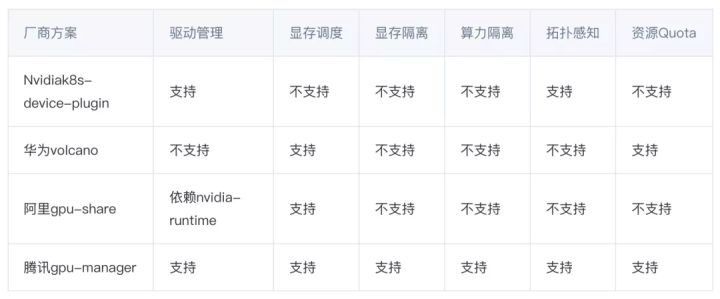 厂商方案 驱动管理 显存调度 显存隔离 算力隔离 拓扑感知 资源Quota
Nvidiak8s-device-plugin 支持 不支持 不支持 不支持 支持 不支持
华为volcano 不支持 支持 不支持 不支持 不支持 支持
阿里gpu-share 依赖nvidia-runtime 支持 不支持 不支持 不支持 不支持
腾讯gpu-manager 支持 支持 支持 支持 支持 支持